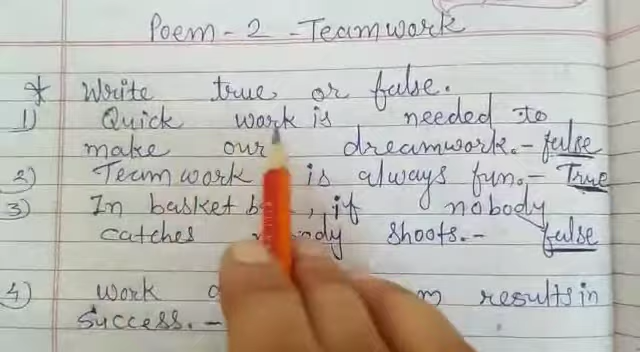 Poem - 2 - Teamwork
* Write true or false.
1) Quick work is needed to
make our dreamwork. - false
2) Teamwork is always fun. - True
3) In basket, if nobody
catches shoots. - false
4) Work results in
success. -